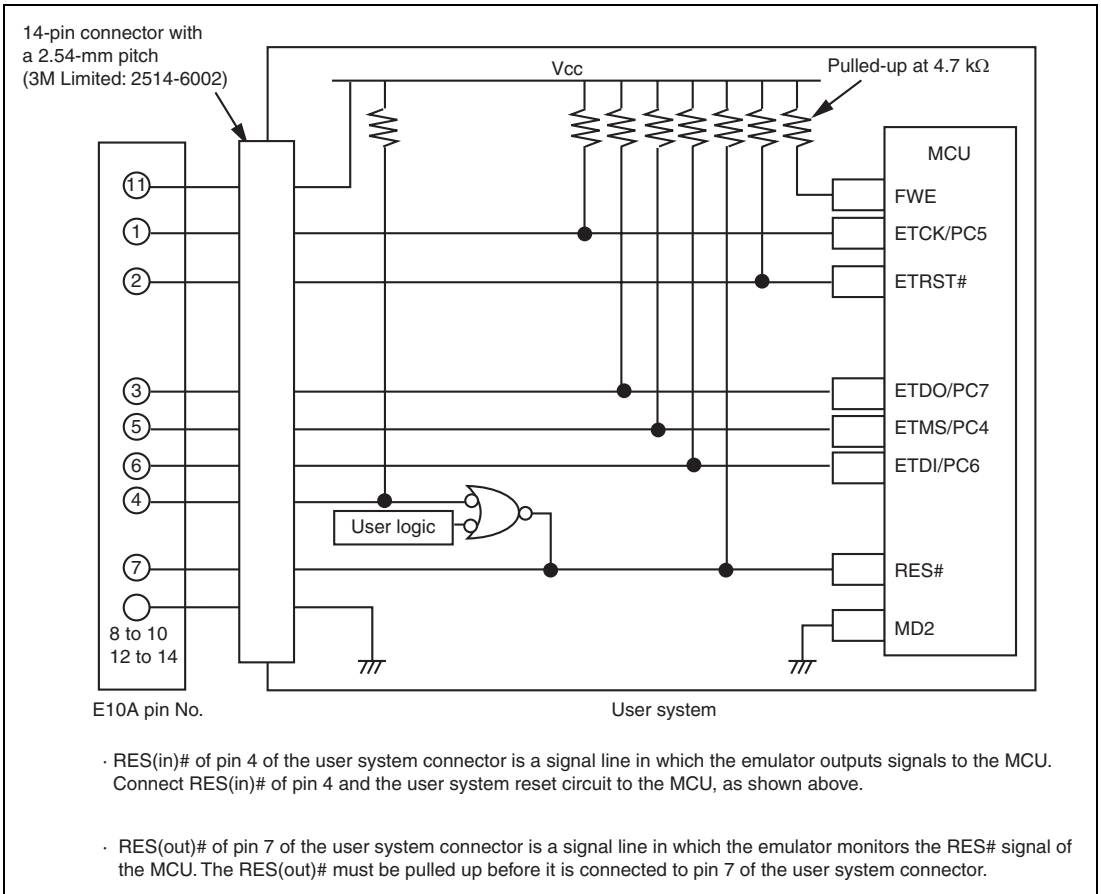 14-pin connector with
a 2.54-mm pitch
(3M Limited: 2514-6002)
Vcc
Pulled-up at 4.7 kΩ
MCU
11
FWE
1
ETCK/PC5
2
ETRST#
3
ETDO/PC7
5
ETMS/PC4
6
ETDI/PC6
4
User logic
7
RES#
8 to 10
12 to 14
MD2
E10A pin No.
User system
· RES(in)# of pin 4 of the user system connector is a signal line in which the emulator outputs signals to the MCU.
Connect RES(in)# of pin 4 and the user system reset circuit to the MCU, as shown above.
· RES(out)# of pin 7 of the user system connector is a signal line in which the emulator monitors the RES# signal of
the MCU. The RES(out)# must be pulled up before it is connected to pin 7 of the user system connector.